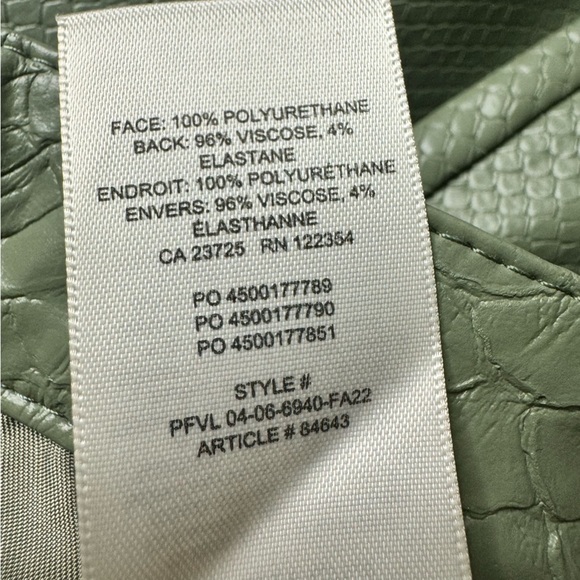 FACE: 100% POLYURETHANE
BACK: 96% VISCOSE, 4%
ELASTANE
ENDROIT: 100% POLYURÉTHANE
ENVERS: 96% VISCOSE, 4%
ÉLASTHANNE
CA 23725 RN 122354
PO 4500177789
PO 4500177790
PO 4500177851
STYLE #
PFVL 04-06-6940-FA22
ARTICLE # 84643